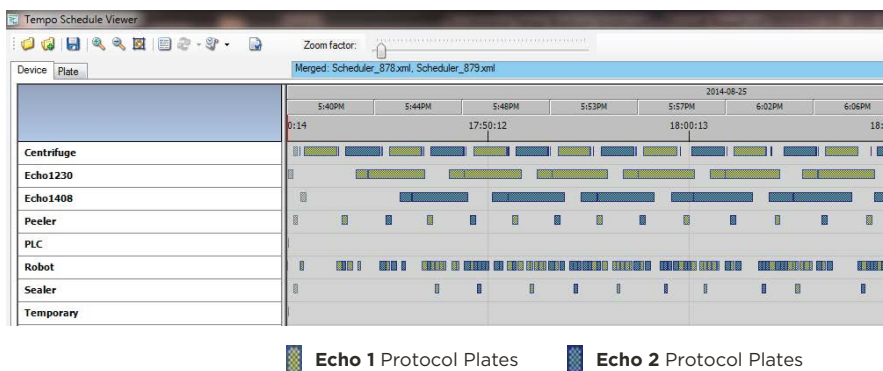 Tempo Schedule Viewer
Zoom factor:
Device Plate
Merged: Scheduler_878.xml, Scheduler_879.xml
2014-08-25
5:40PM 5:44PM 5:48PM 5:53PM 5:57PM 6:02PM 6:06PM
0:14 17:50:12 18:00:13 18:
Centrifuge
Echo1230
Echo1408
Peeler
PLC
Robot
Sealer
Temporary
Echo 1 Protocol Plates Echo 2 Protocol Plates